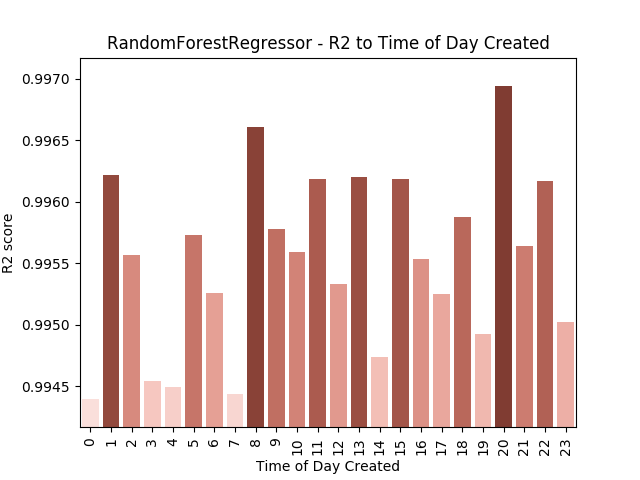 RandomForestRegressor - R2 to Time of Day Created
R2 score
0.9970
0.9965
0.9960
0.9955
0.9950
0.9945
0 1 2 3 4 5 6 7 8 9 10 11 12 13 14 15 16 17 18 19 20 21 22 23
Time of Day Created